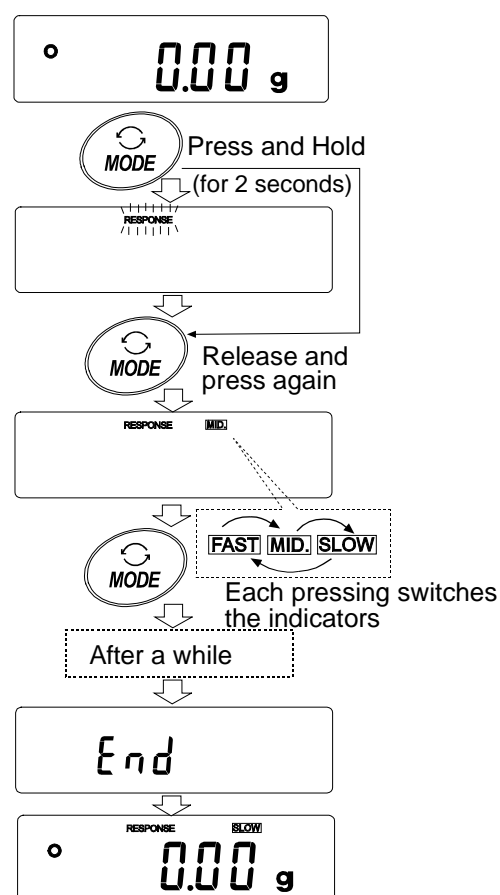 0.00 g
MODE
Press and Hold
(for 2 seconds)
RESPONSE
MODE
Release and
press again
RESPONSE MID.
FAST MID. SLOW
MODE
Each pressing switches
the indicators
After a while
End
RESPONSE SLOW
0.00 g